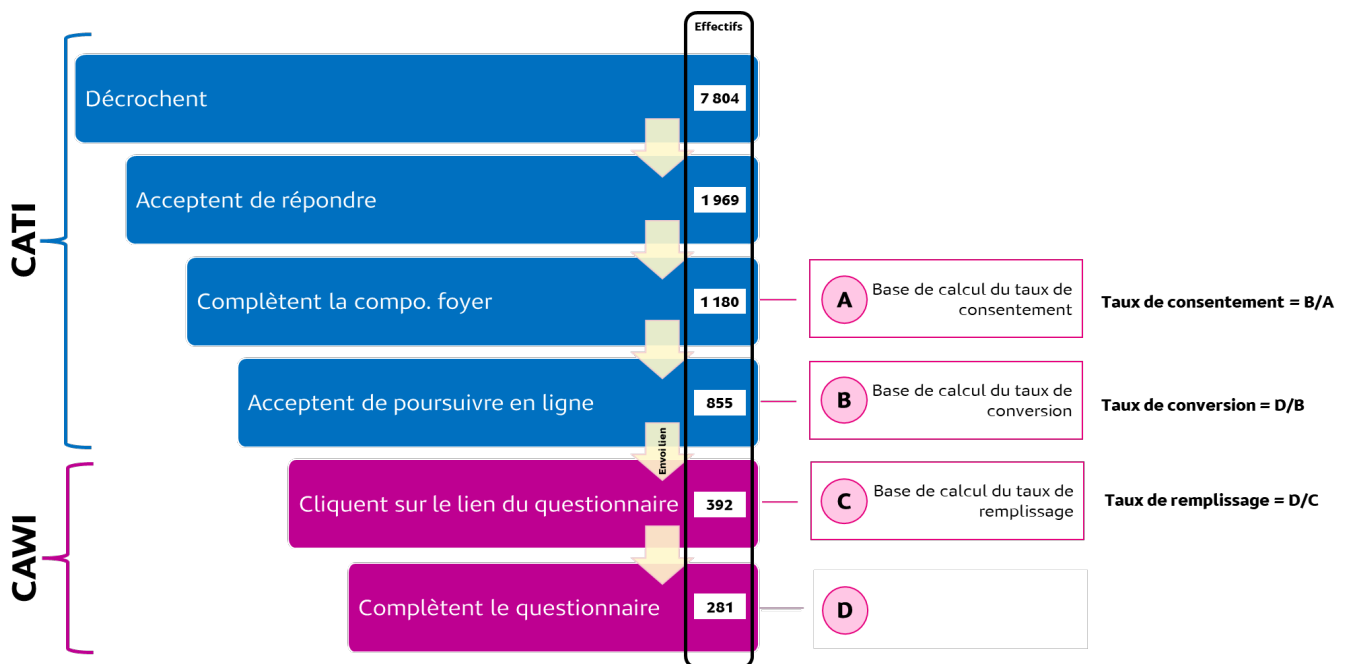 Effectifs
CATI
Décrochent
7 804
Acceptent de répondre
1 969
Complètent la compo. foyer
1 180
A
Base de calcul du taux de
consentement
Taux de consentement = B/A
Acceptent de poursuivre en ligne
855
B
Base de calcul du taux de
conversion
Taux de conversion = D/B
Envoi lien
CAWI
Cliquent sur le lien du questionnaire
392
C
Base de calcul du taux de
remplissage
Taux de remplissage = D/C
Complètent le questionnaire
281
D